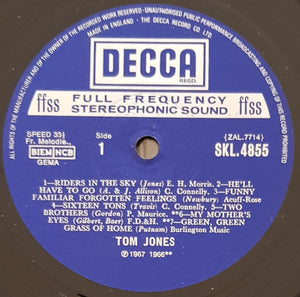 ALL RIGHTS OF THE MANUFACTURER AND OF THE OWNER OF THE RECORDED WORK RESERVED · UNAUTHORISED PUBLIC PERFORMANCE BROADCASTING AND COPYING OF THIS RECORD PROHIBITED
MADE IN ENGLAND · THE DECCA RECORD CO LTD
DECCA
REGD.
ffss
FULL FREQUENCY
STEREOPHONIC SOUND
ffss
SPEED 33⅓
Fr. Melodie..
BIEM NCB
GEMA
Side
1
(ZAL.7714)
SKL.4855
1—RIDERS IN THE SKY (Jones) E. H. Morris. 2—HE'LL
HAVE TO GO (A. & J. Allison) C. Connelly. 3—FUNNY
FAMILIAR FORGOTTEN FEELINGS (Newbury) Acuff-Rose
4—SIXTEEN TONS (Travis) C. Connelly. 5—TWO
BROTHERS (Gordon) P. Maurice. **6—MY MOTHER'S
EYES (Gilbert, Baer) F.D.&H. **7—GREEN, GREEN
GRASS OF HOME (Putnam) Burlington Music
TOM JONES
℗ 1967 1966**